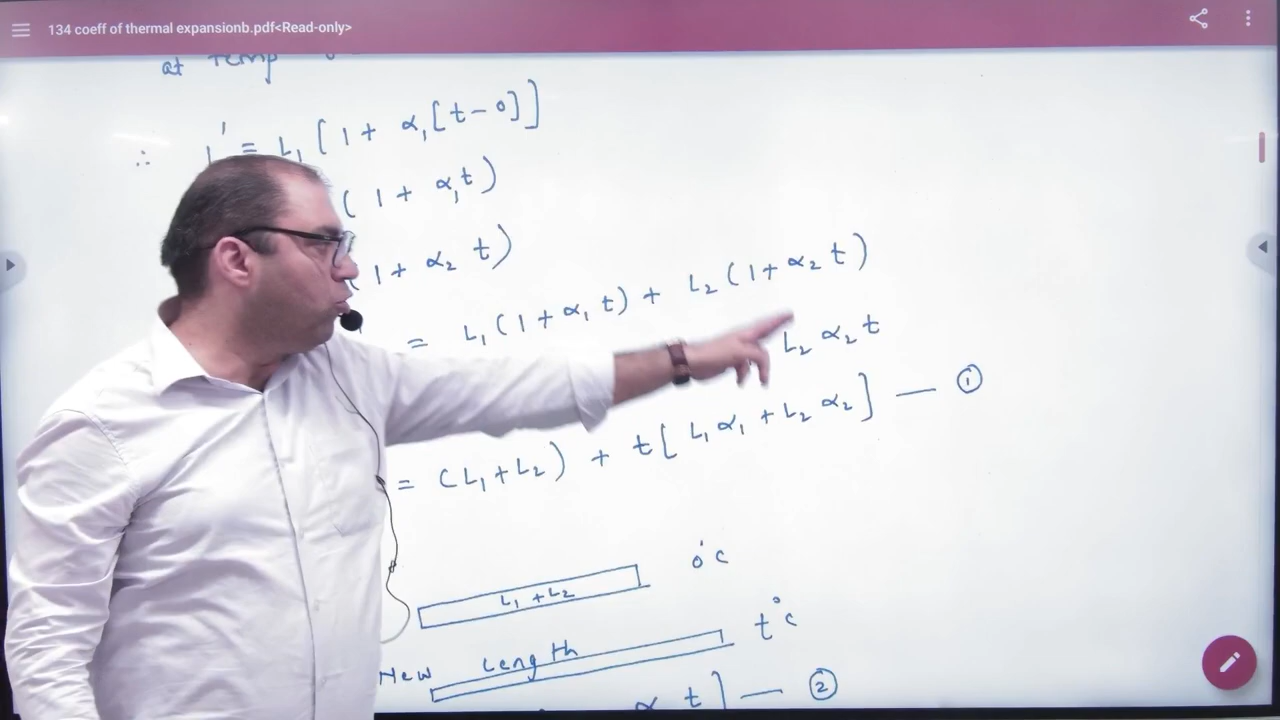 134 coeff of thermal expansionb.pdf<Read-only>
at Temp
∴ L₁' = L₁ [1 + α₁[t-0]]
(1 + α₁t)
(1 + α₂ t)
= L₁(1+α₁ t) + L₂(1+α₂ t)
L₂ α₂ t
= (L₁+L₂) + t[L₁α₁ + L₂ α₂] — ①
L₁+L₂ 0°c
New Length t°c
α t] — ②